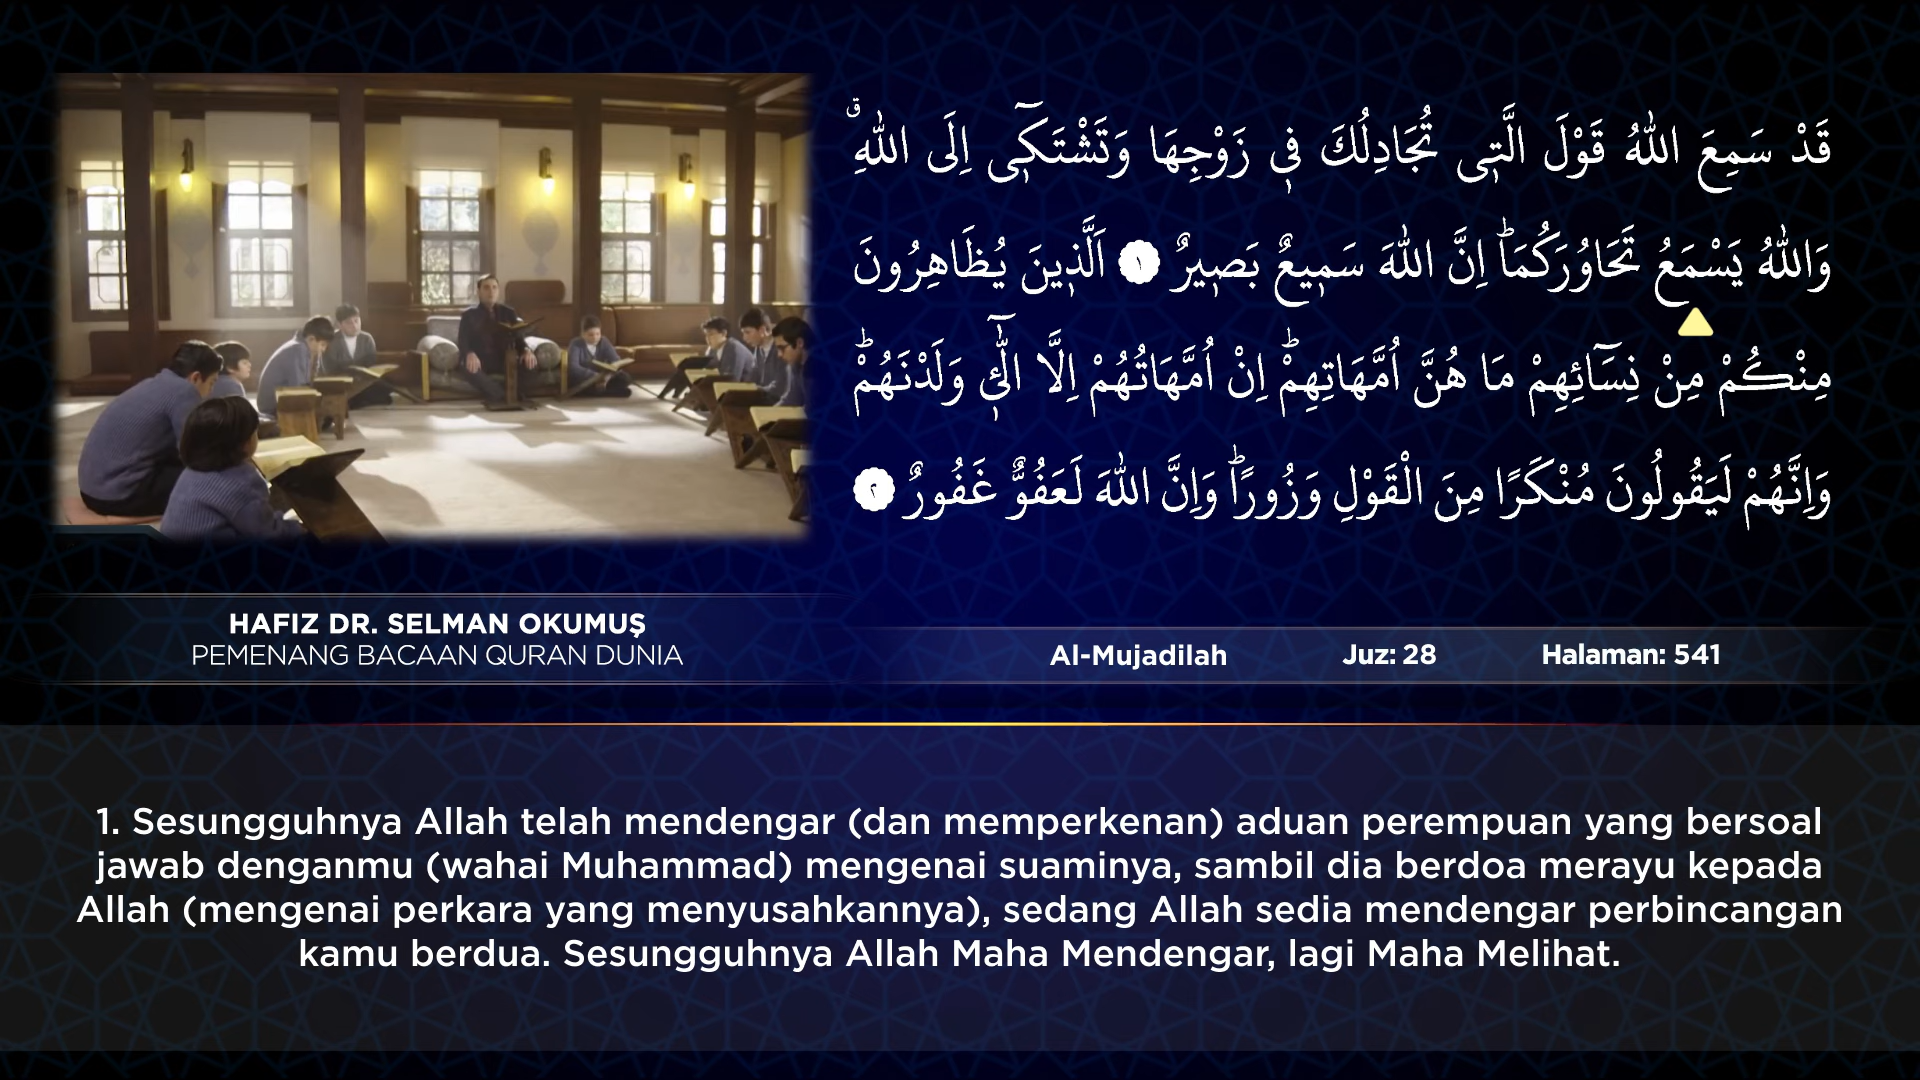 قَدْ سَمِعَ اللّٰهُ قَوْلَ الَّتٖى تُجَادِلُكَ فٖى زَوْجِهَا وَتَشْتَكٖٓى اِلَى اللّٰهِۗ
وَاللّٰهُ يَسْمَعُ تَحَاوُرَكُمَاۜ اِنَّ اللّٰهَ سَمٖيعٌ بَصٖيرٌ ١ اَلَّذٖينَ يُظَاهِرُونَ
مِنْكُمْ مِنْ نِسَٓائِهِمْ مَا هُنَّ اُمَّهَاتِهِمْۜ اِنْ اُمَّهَاتُهُمْ اِلَّا الّٰٓئٖ وَلَدْنَهُمْۜ
وَاِنَّهُمْ لَيَقُولُونَ مُنْكَرًا مِنَ الْقَوْلِ وَزُورًاۜ وَاِنَّ اللّٰهَ لَعَفُوٌّ غَفُورٌ ٢
HAFIZ DR. SELMAN OKUMUŞ
PEMENANG BACAAN QURAN DUNIA
Al-Mujadilah Juz: 28 Halaman: 541
1. Sesungguhnya Allah telah mendengar (dan memperkenan) aduan perempuan yang bersoal
jawab denganmu (wahai Muhammad) mengenai suaminya, sambil dia berdoa merayu kepada
Allah (mengenai perkara yang menyusahkannya), sedang Allah sedia mendengar perbincangan
kamu berdua. Sesungguhnya Allah Maha Mendengar, lagi Maha Melihat.